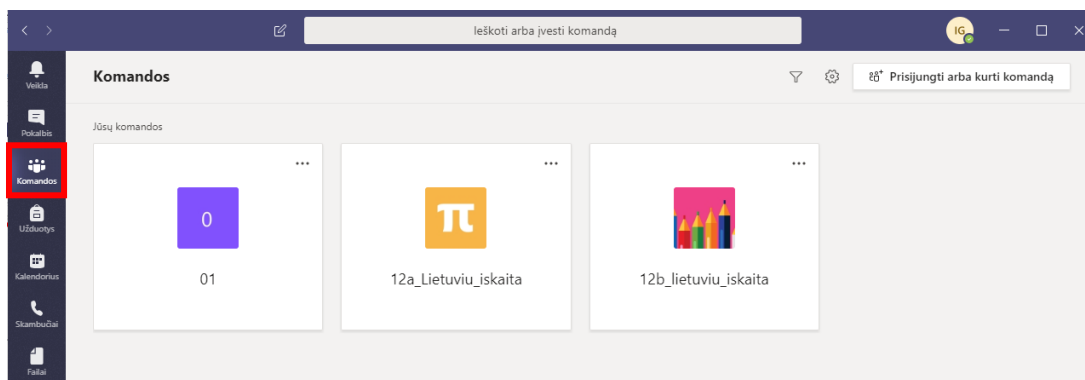 Ieškoti arba įvesti komandą
IG
Veikla
Pokalbis
Komandos
Užduotys
Kalendorius
Skambučiai
Failai
Komandos
Prisijungti arba kurti komandą
Jūsų komandos
0
01
π
12a_Lietuviu_iskaita
12b_lietuviu_iskaita